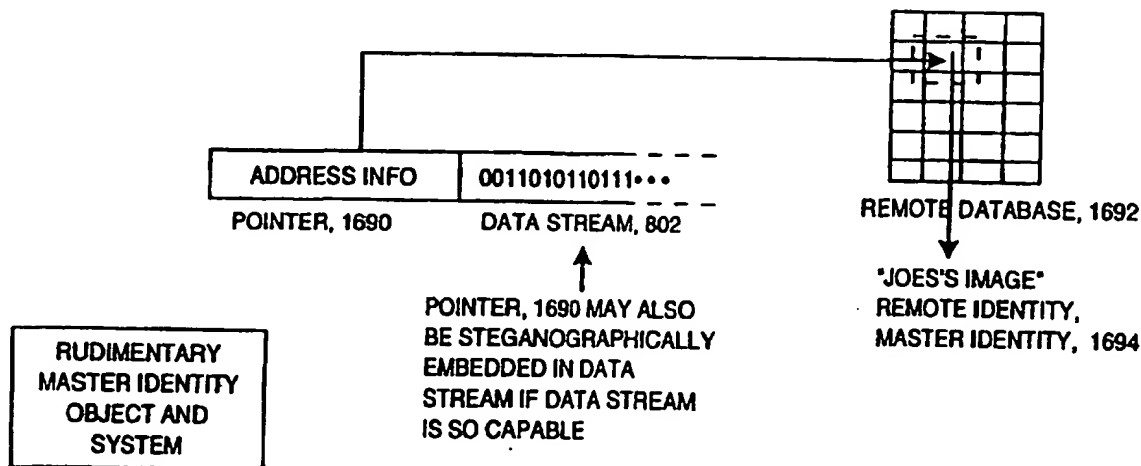 ADDRESS INFO
0011010110111•••
POINTER, 1690
DATA STREAM, 802
REMOTE DATABASE, 1692
"JOES'S IMAGE"
REMOTE IDENTITY,
MASTER IDENTITY, 1694
POINTER, 1690 MAY ALSO
BE STEGANOGRAPHICALLY
EMBEDDED IN DATA
STREAM IF DATA STREAM
IS SO CAPABLE
RUDIMENTARY
MASTER IDENTITY
OBJECT AND
SYSTEM